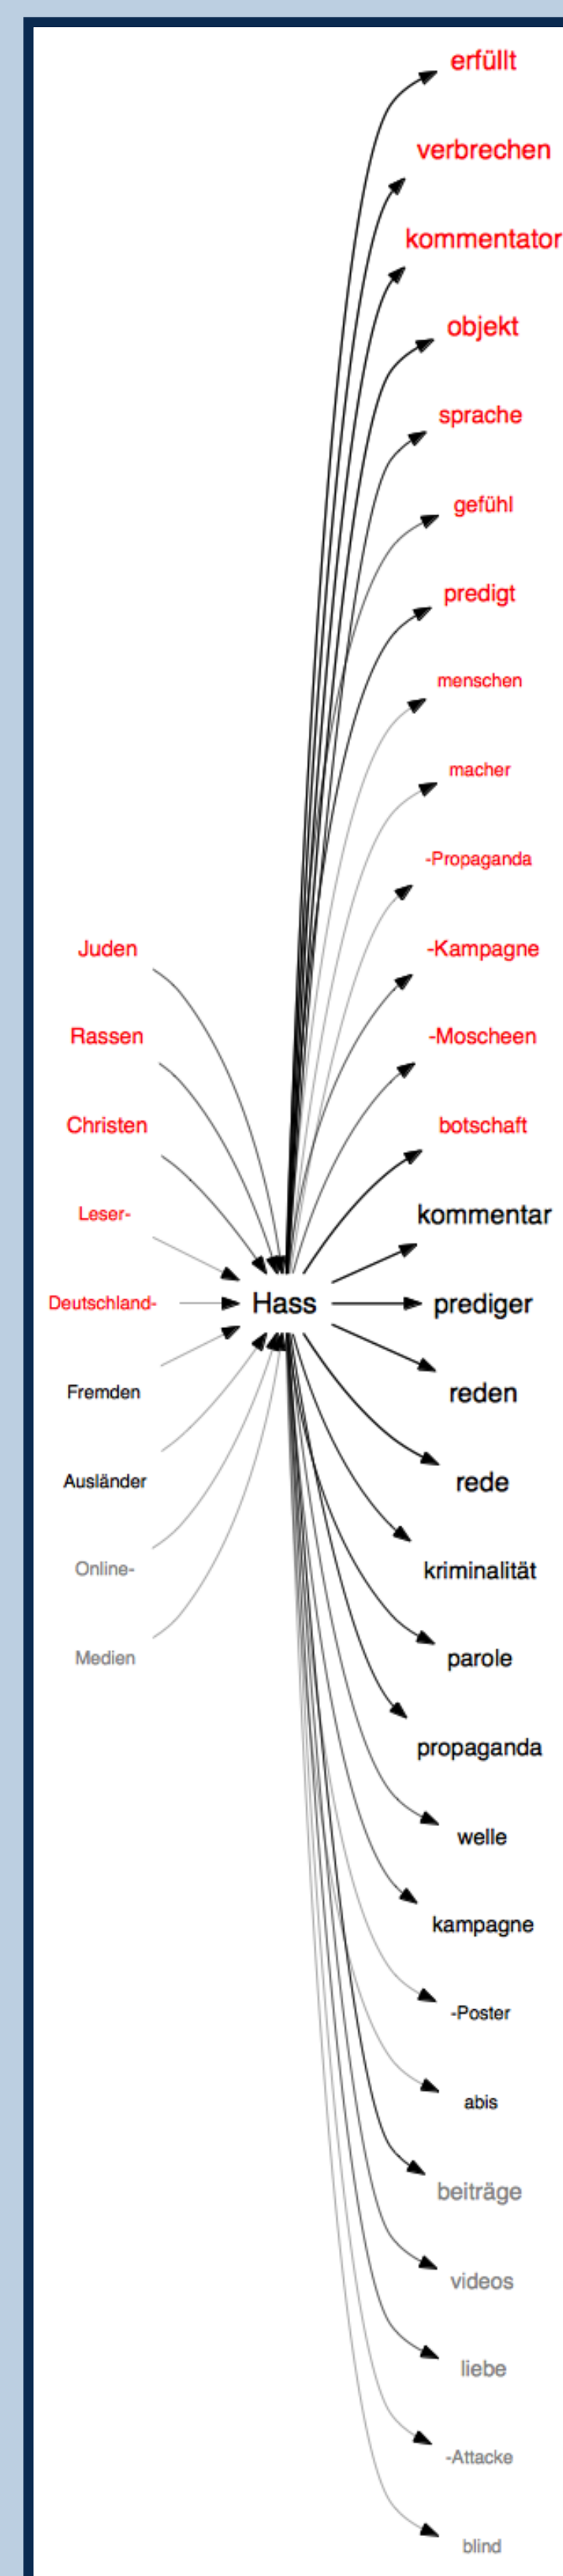 erfüllt
verbrechen
kommentator
objekt
sprache
gefühl
predigt
menschen
macher
-Propaganda
Juden
-Kampagne
Rassen
-Moscheen
Christen
botschaft
Leser-
kommentar
Deutschland-
Hass
prediger
Fremden
reden
Ausländer
rede
Online-
kriminalität
Medien
parole
propaganda
welle
kampagne
-Poster
abis
beiträge
videos
liebe
-Attacke
blind